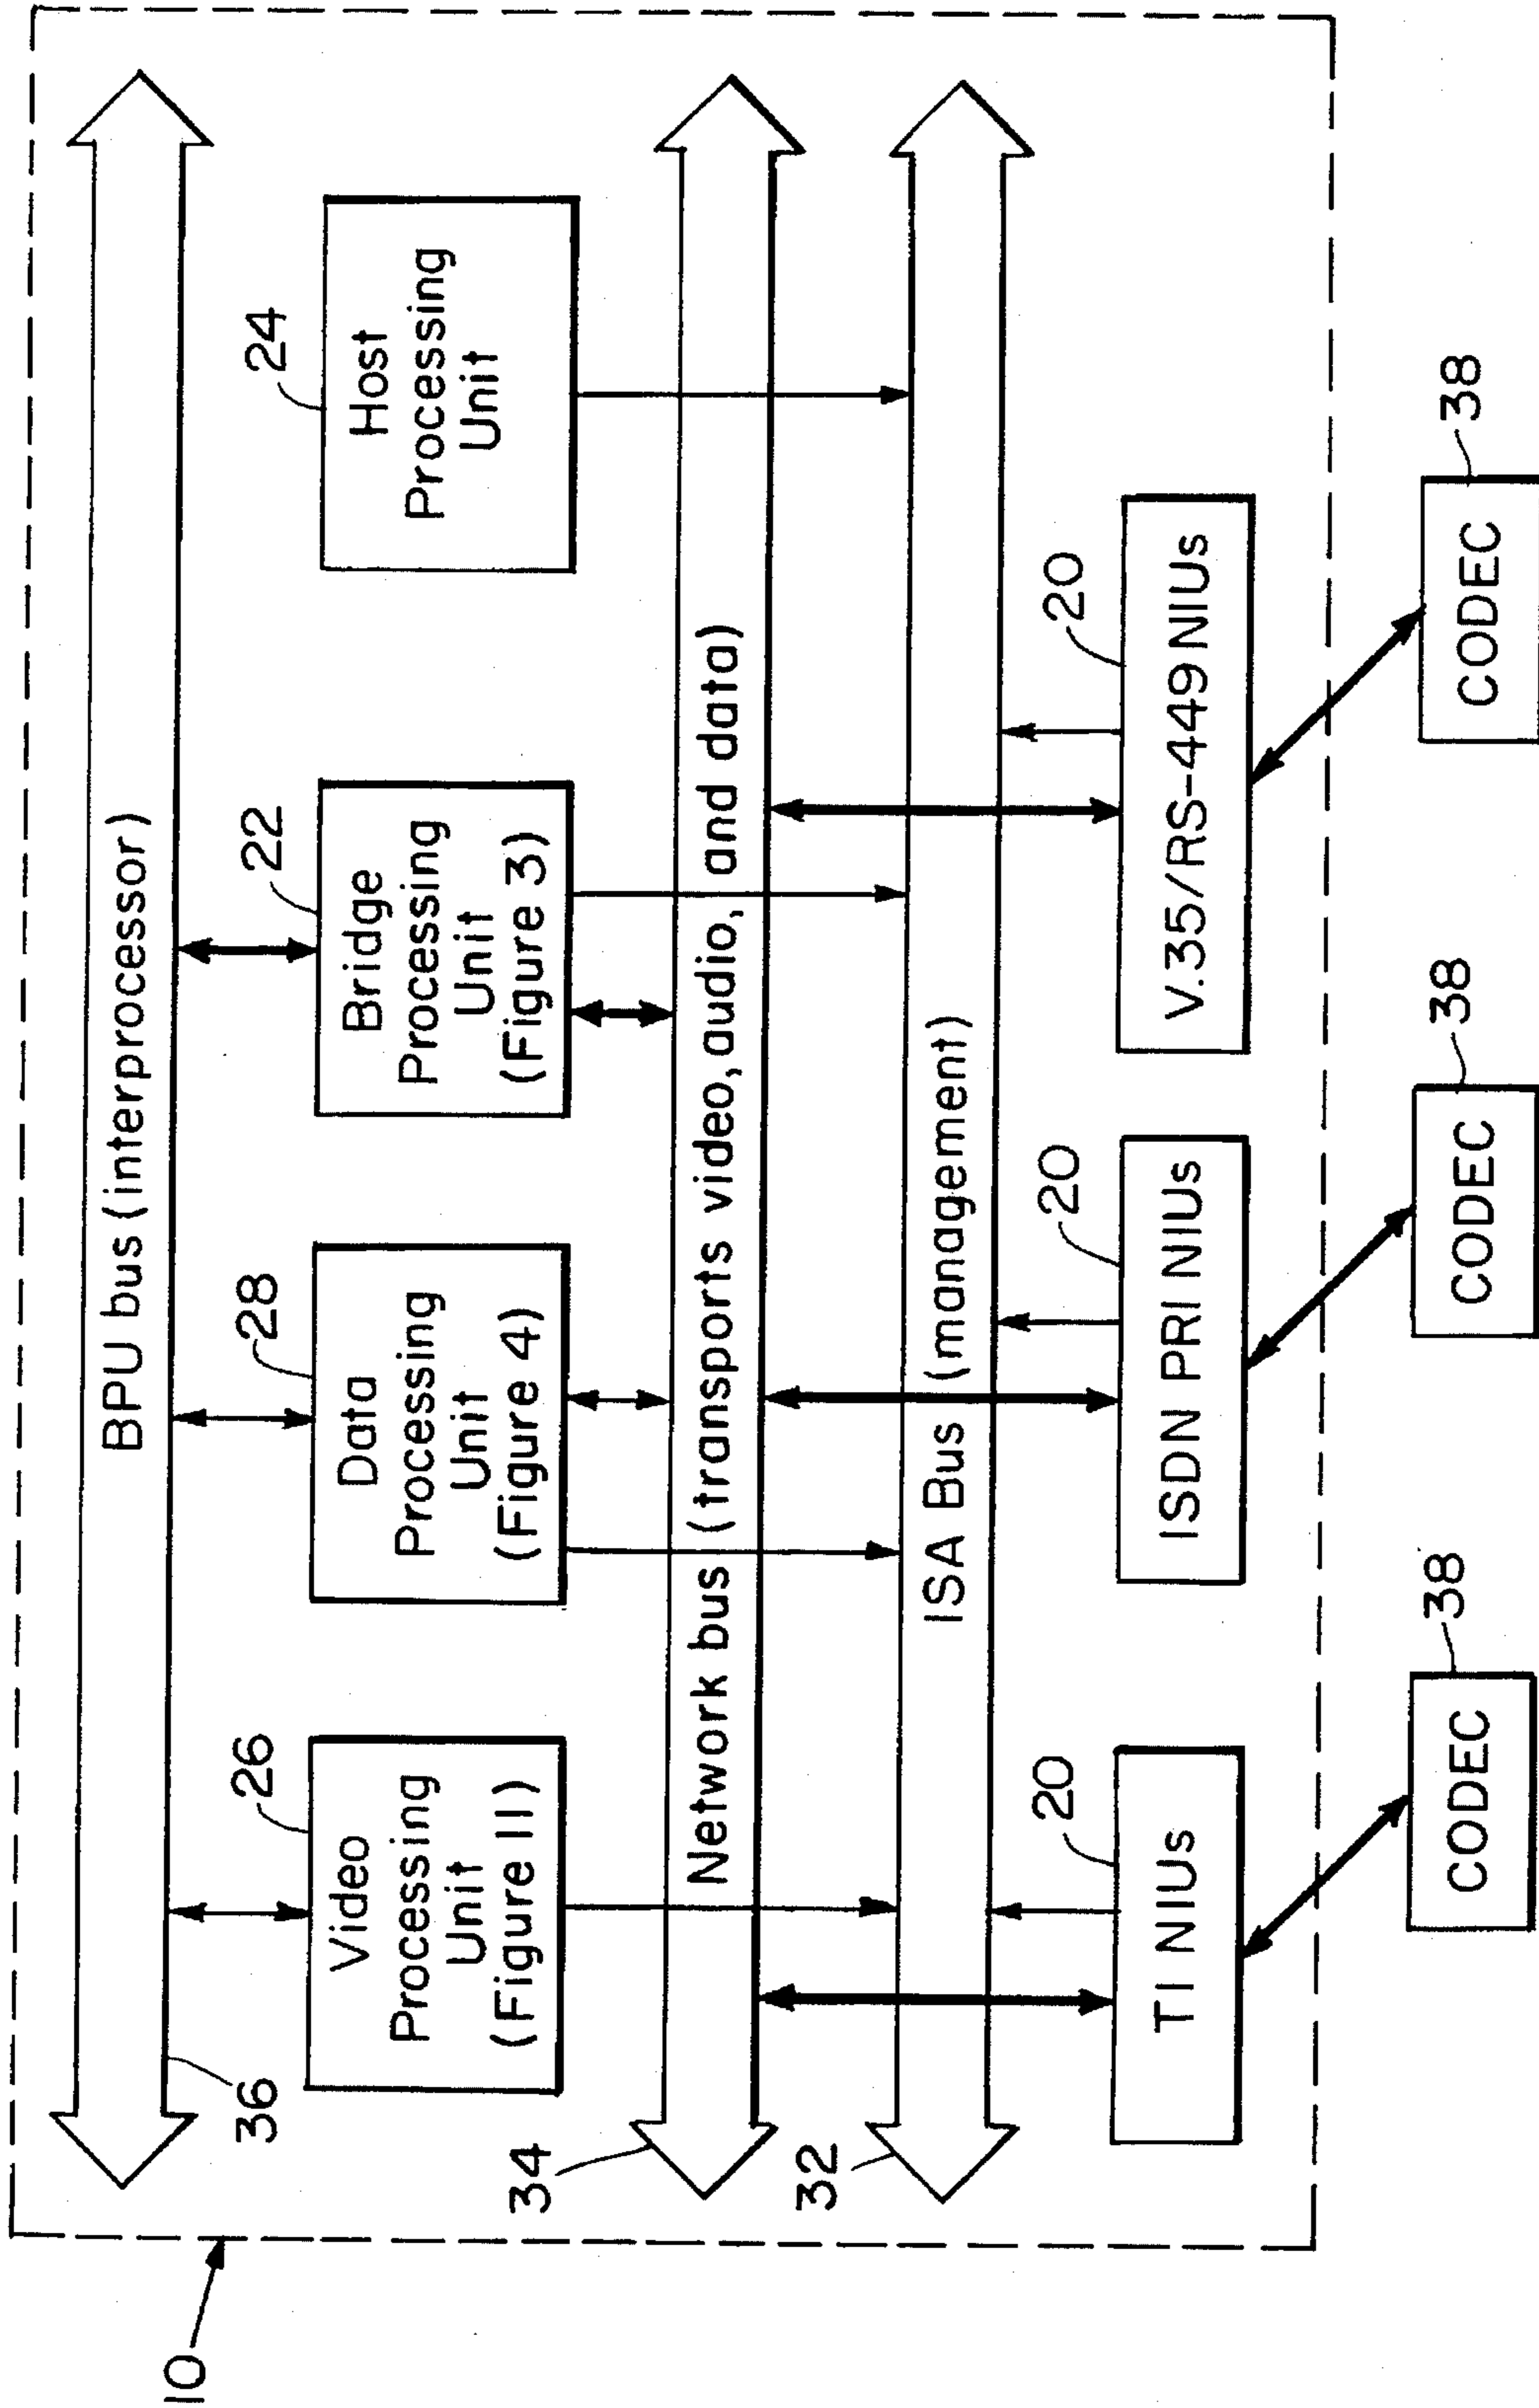 BPU bus (interprocessor)
36
26
28
22
24
Video
Processing
Unit
(Figure 11)
Data
Processing
Unit
(Figure 4)
Bridge
Processing
Unit
(Figure 3)
Host
Processing
Unit
34
Network bus (transports video, audio, and data)
32
ISA Bus (management)
20
20
20
T1 NIUs
ISDN PRI NIUs
V.35/RS-449 NIUs
10
38
38
38
CODEC
CODEC
CODEC